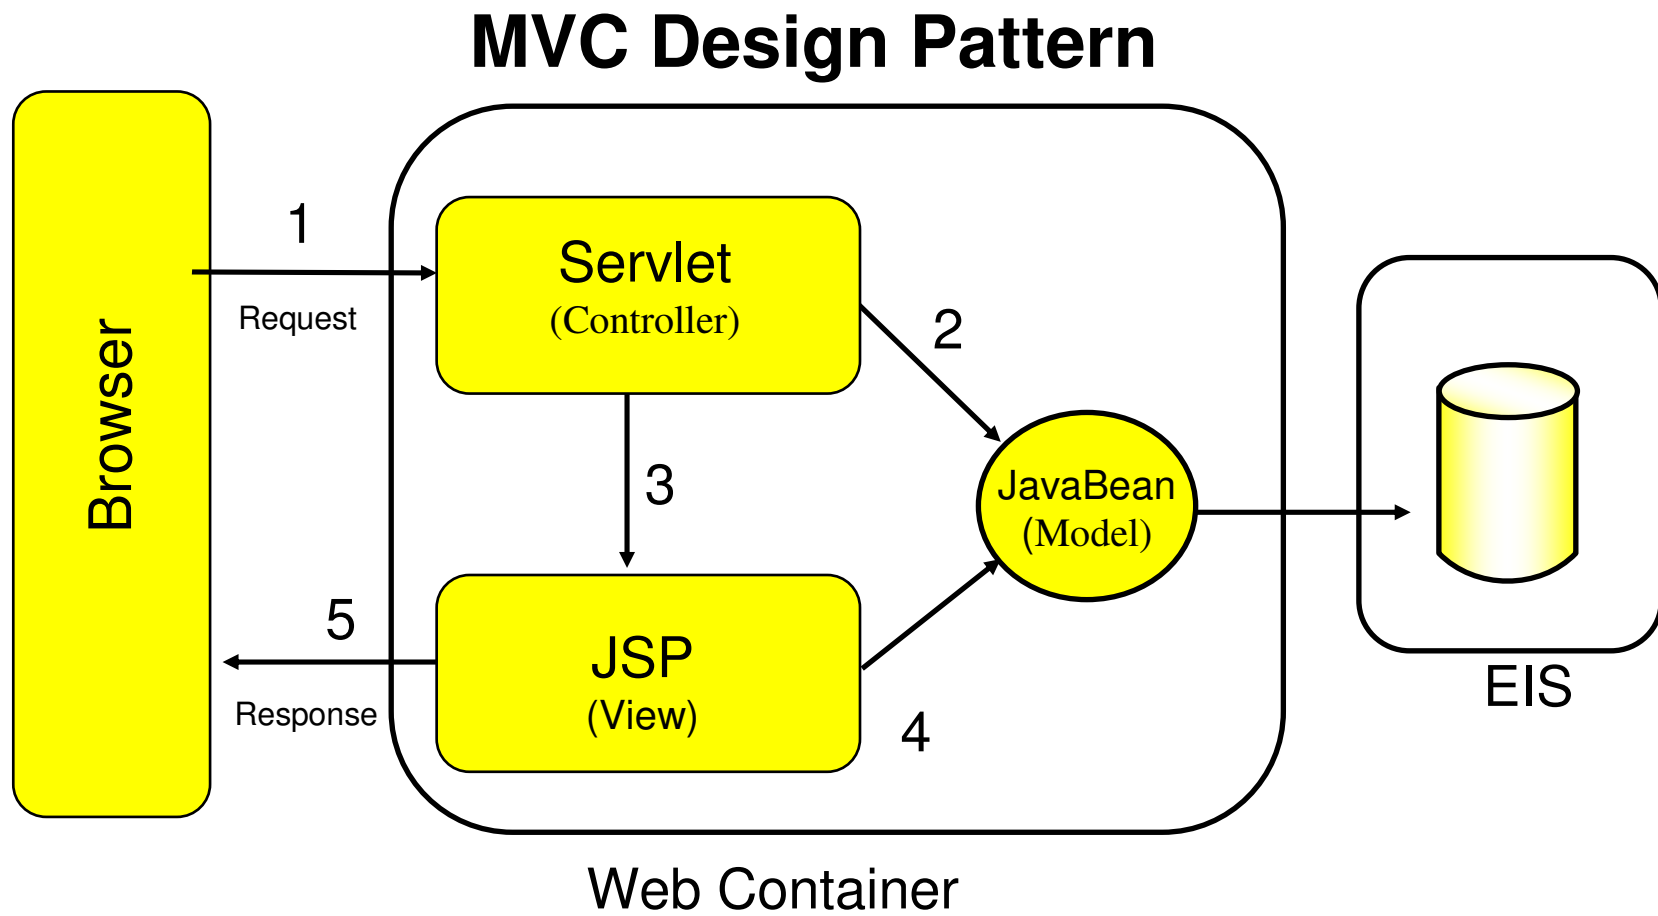 MVC Design Pattern
Browser
1
Request
Servlet
(Controller)
2
3
JavaBean
(Model)
5
Response
JSP
(View)
4
EIS
Web Container